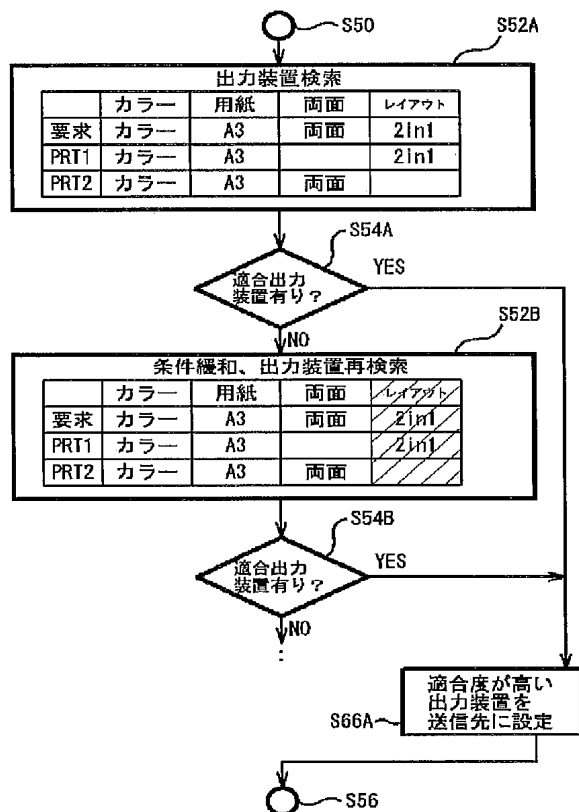 S50
S52A
出力装置検索
カラー 用紙 両面 レイアウト
要求 カラー A3 両面 2in1
PRT1 カラー A3 2in1
PRT2 カラー A3 両面
S54A
適合出力
装置有り？
YES
NO
S52B
条件緩和、出力装置再検索
カラー 用紙 両面 レイアウト
要求 カラー A3 両面 2in1
PRT1 カラー A3 2in1
PRT2 カラー A3 両面
S54B
適合出力
装置有り？
YES
NO
⋮
適合度が高い
出力装置を
送信先に設定
S66A
S56